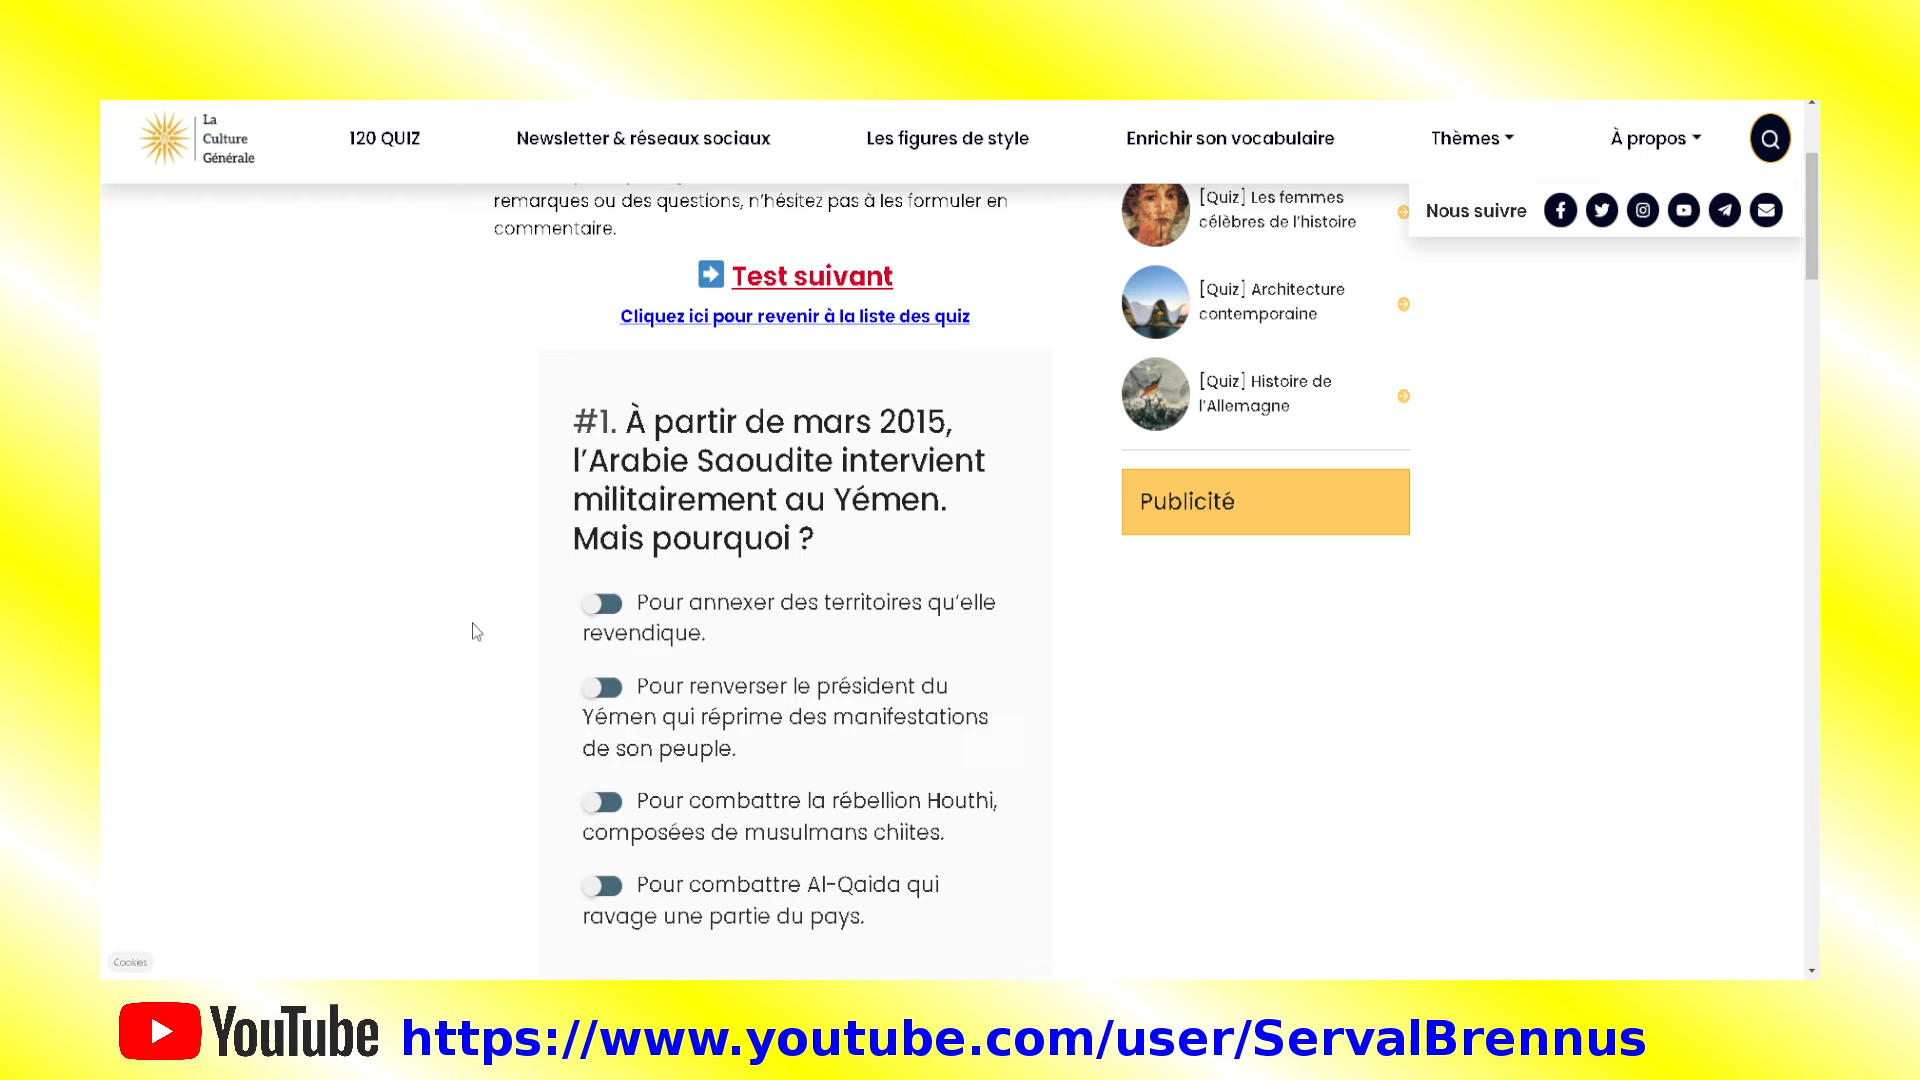 La
Culture
Générale
120 QUIZ
Newsletter & réseaux sociaux
Les figures de style
Enrichir son vocabulaire
Thèmes
À propos
Nous suivre
remarques ou des questions, n’hésitez pas à les formuler en
commentaire.
Test suivant
Cliquez ici pour revenir à la liste des quiz
#1. À partir de mars 2015,
l’Arabie Saoudite intervient
militairement au Yémen.
Mais pourquoi ?
Pour annexer des territoires qu’elle
revendique.
Pour renverser le président du
Yémen qui réprime des manifestations
de son peuple.
Pour combattre la rébellion Houthi,
composées de musulmans chiites.
Pour combattre Al-Qaida qui
ravage une partie du pays.
[Quiz] Les femmes
célèbres de l’histoire
[Quiz] Architecture
contemporaine
[Quiz] Histoire de
l’Allemagne
Publicité
Cookies
YouTube https://www.youtube.com/user/ServalBrennus